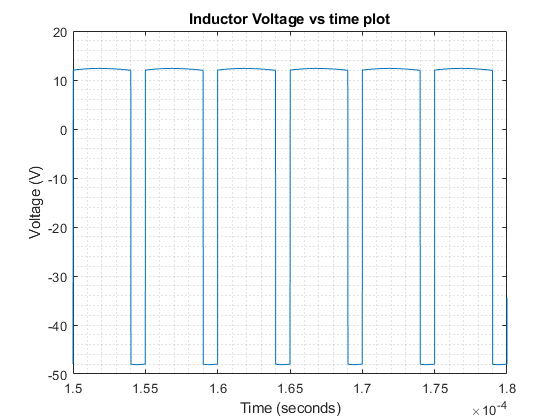 Inductor Voltage vs time plot
20
10
0
-10
-20
-30
-40
-50
Voltage (V)
1.5 1.55 1.6 1.65 1.7 1.75 1.8
Time (seconds)
×10⁻⁴